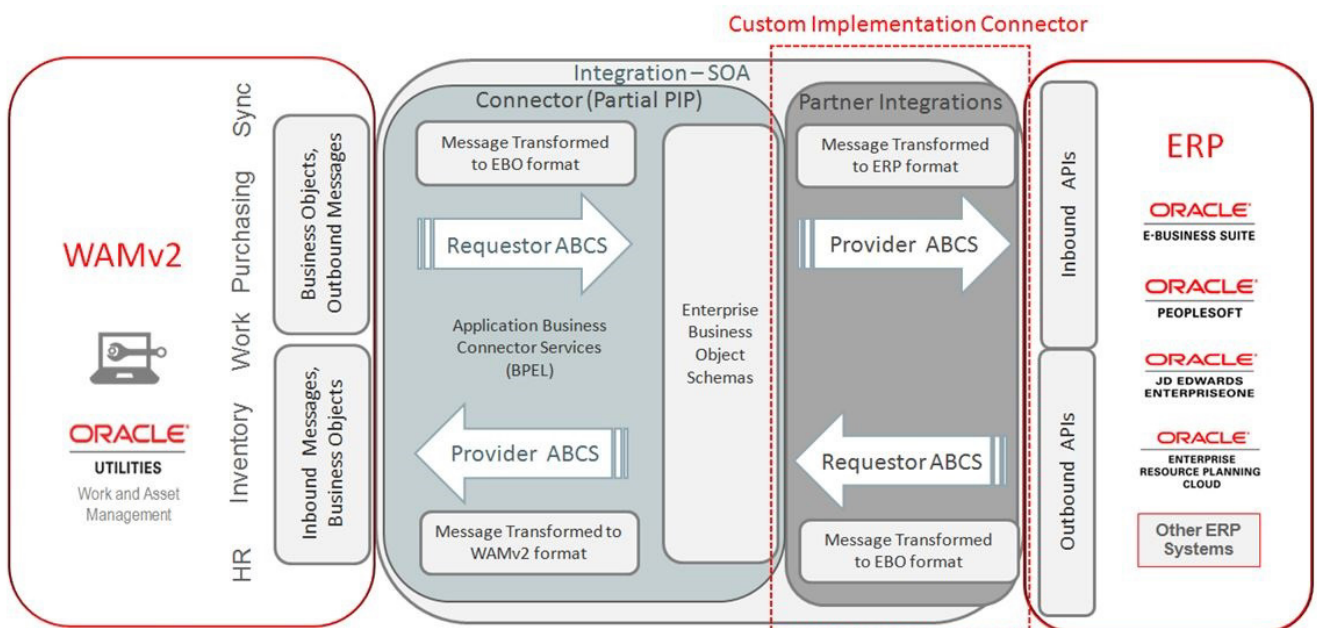 Custom Implementation Connector
Integration – SOA
Connector (Partial PIP)
Partner Integrations
WAMv2
ORACLE®
UTILITIES
Work and Asset
Management
Sync
Purchasing
Work
Inventory
HR
Business Objects,
Outbound Messages
Inbound Messages,
Business Objects
Message Transformed
to EBO format
Requestor ABCS
Application Business
Connector Services
(BPEL)
Provider ABCS
Message Transformed to
WAMv2 format
Enterprise
Business
Object
Schemas
Message Transformed
to ERP format
Provider ABCS
Requestor ABCS
Message Transformed
to EBO format
Inbound APIs
Outbound APIs
ERP
ORACLE®
E-BUSINESS SUITE
ORACLE®
PEOPLESOFT
ORACLE®
JD EDWARDS
ENTERPRISEONE
ORACLE®
ENTERPRISE
RESOURCE PLANNING
CLOUD
Other ERP
Systems